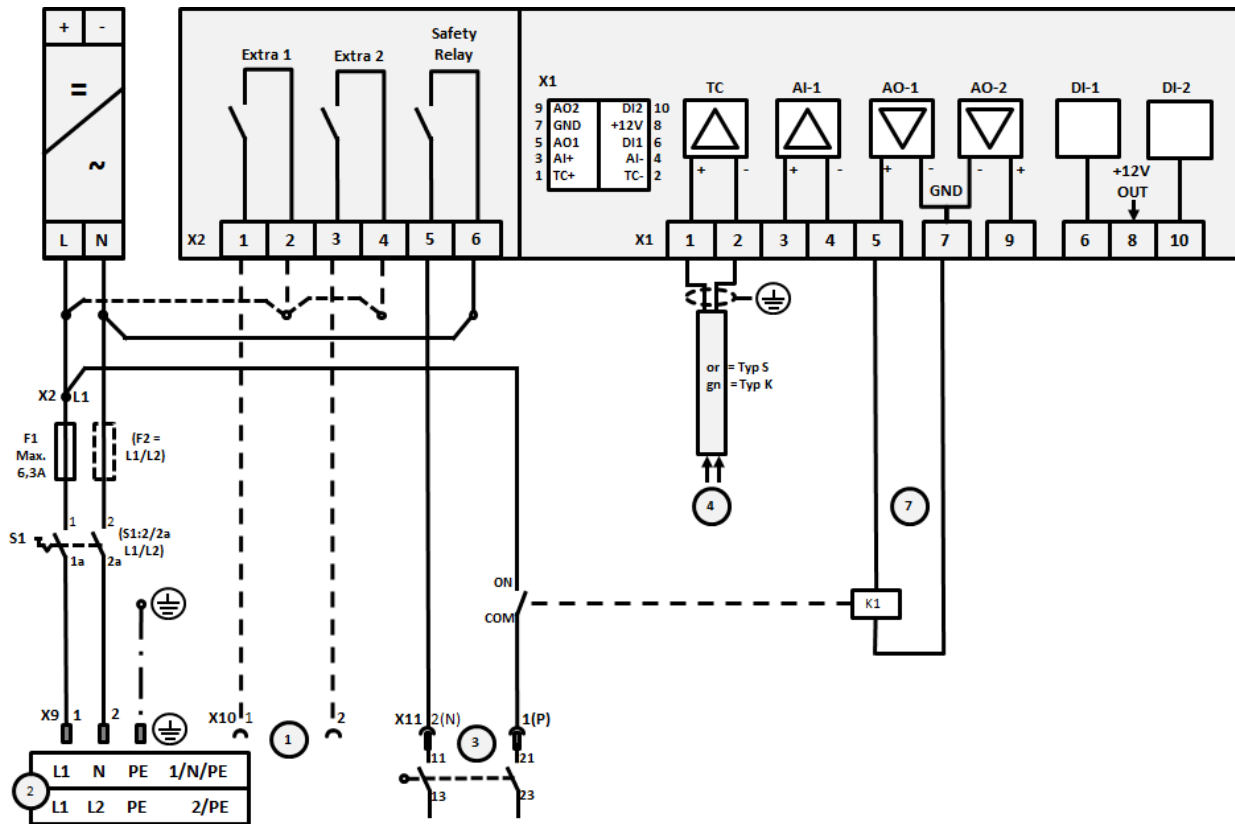 + -
= 
~
L N
Extra 1 Extra 2 Safety
Relay
X2 1 2 3 4 5 6
X1
9 AO2 DI2 10
7 GND +12V 8
5 AO1 DI1 6
3 AI+ AI- 4
1 TC+ TC- 2
TC AI-1 AO-1 AO-2 DI-1 DI-2
+ - + - + - - +
GND
+12V
OUT
X1 1 2 3 4 5 7 9 6 8 10
or = Typ S
gn = Typ K
X2 L1
F1
Max.
6,3A
(F2 =
L1/L2)
4 7
S1 1 2
(S1:2/2a
L1/L2)
1a 2a
ON
COM
K1
X9 1 2
X10 1 2
1
X11 2(N) 1(P)
3
11 21
13 23
2
L1 N PE 1/N/PE
L1 L2 PE 2/PE